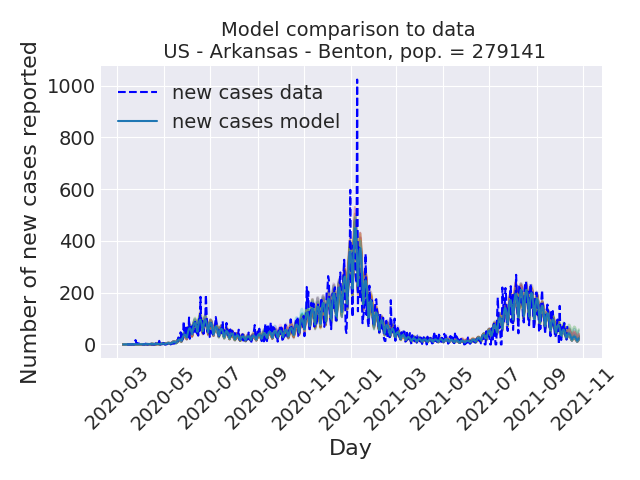 Model comparison to data
US - Arkansas - Benton, pop. = 279141
Number of new cases reported
1000
800
600
400
200
0
new cases data
new cases model
2020-03
2020-05
2020-07
2020-09
2020-11
2021-01
2021-03
2021-05
2021-07
2021-09
2021-11
Day